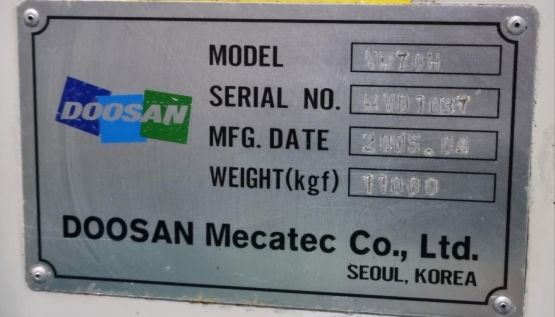 DOOSAN
MODEL
SERIAL NO.
MFG. DATE
WEIGHT(kgf) 11000
DOOSAN Mecatec Co., Ltd.
SEOUL, KOREA